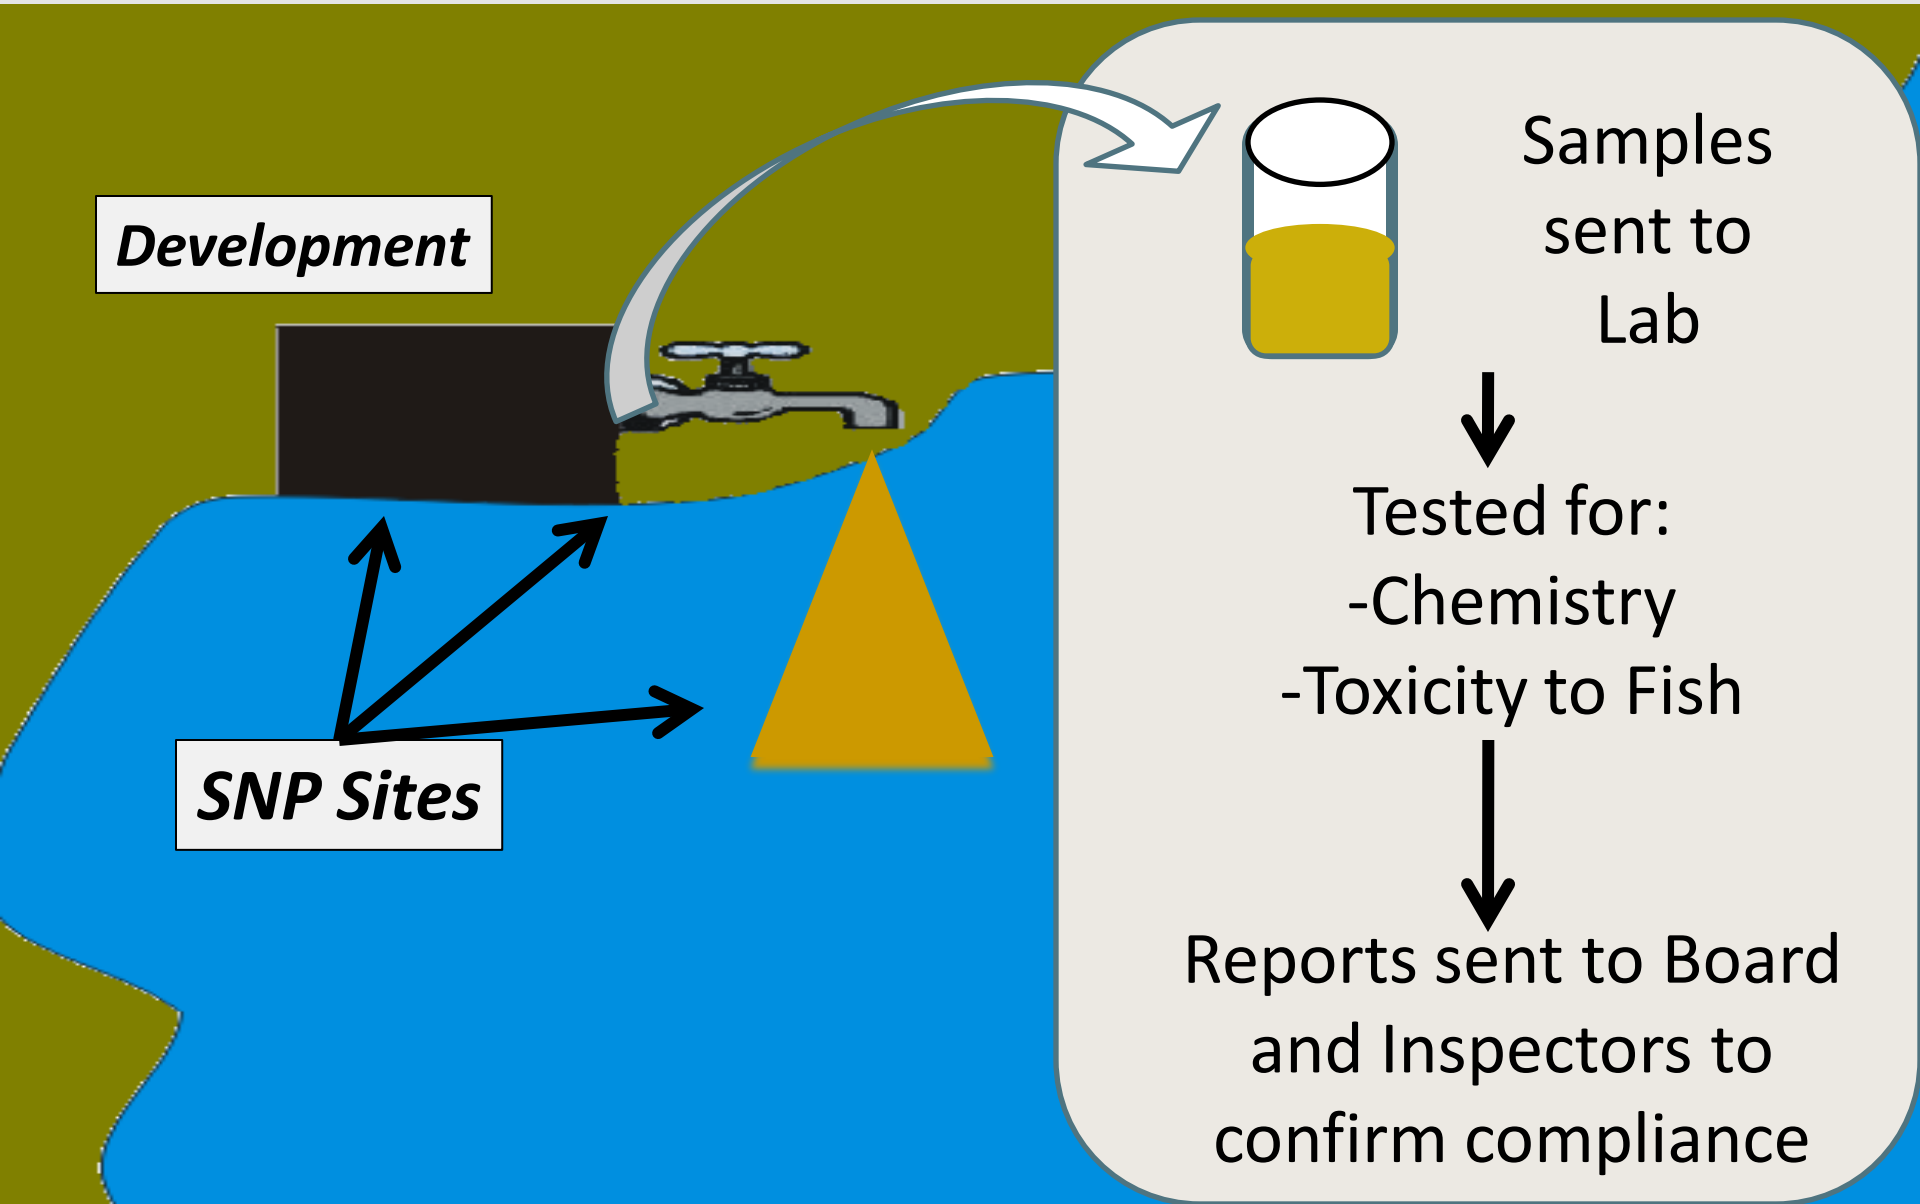 Development
SNP Sites
Samples
sent to
Lab
Tested for:
-Chemistry
-Toxicity to Fish
Reports sent to Board
and Inspectors to
confirm compliance